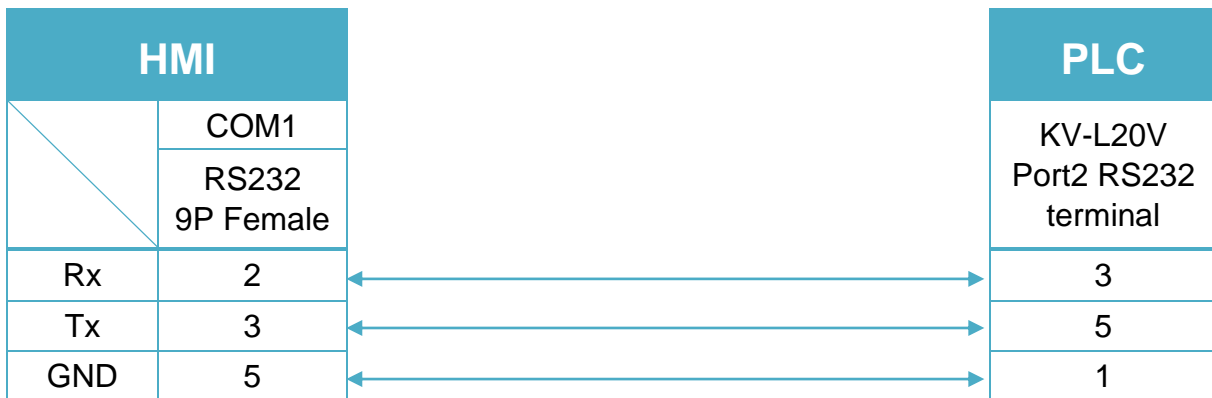 HMI
PLC
COM1
RS232
9P Female
KV-L20V
Port2 RS232
terminal
Rx 2 3
Tx 3 5
GND 5 1